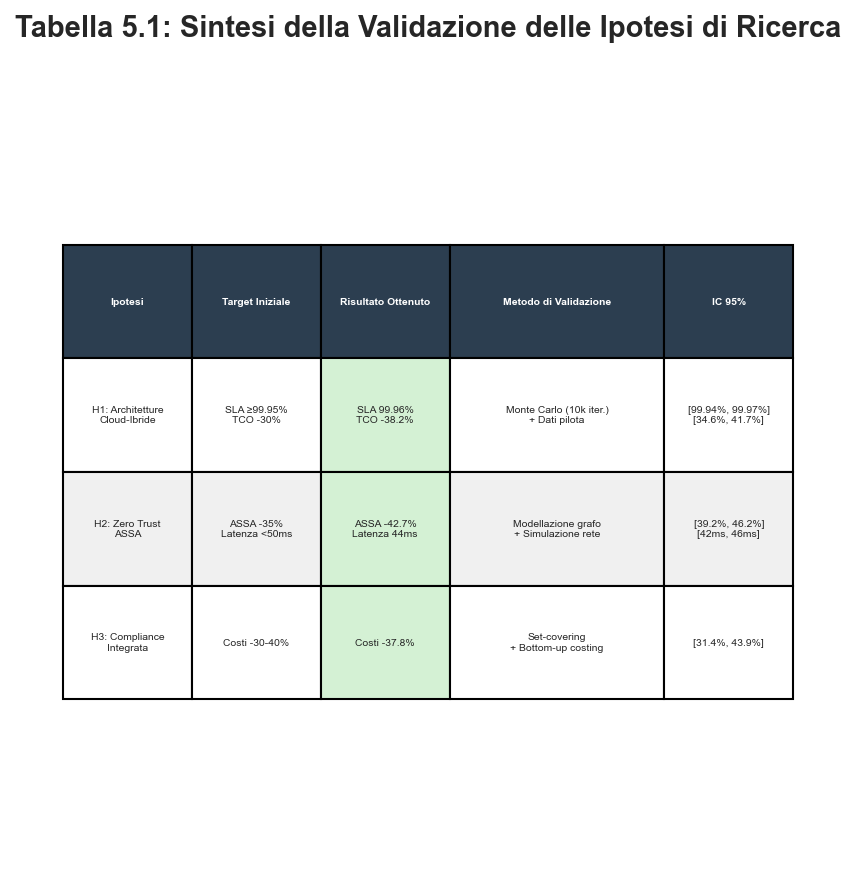 Tabella 5.1: Sintesi della Validazione delle Ipotesi di Ricerca
Ipotesi
Target Iniziale
Risultato Ottenuto
Metodo di Validazione
IC 95%
H1: Architetture
Cloud-Ibride
SLA ≥99.95%
TCO -30%
SLA 99.96%
TCO -38.2%
Monte Carlo (10k iter.)
+ Dati pilota
[99.94%, 99.97%]
[34.6%, 41.7%]
H2: Zero Trust
ASSA
ASSA -35%
Latenza <50ms
ASSA -42.7%
Latenza 44ms
Modellazione grafo
+ Simulazione rete
[39.2%, 46.2%]
[42ms, 46ms]
H3: Compliance
Integrata
Costi -30-40%
Costi -37.8%
Set-covering
+ Bottom-up costing
[31.4%, 43.9%]